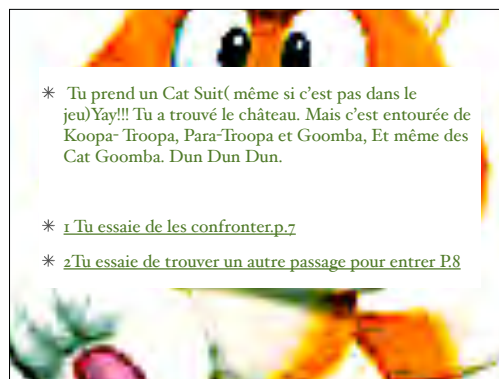 ✳ Tu prend un Cat Suit( même si c'est pas dans le
jeu)Yay!!! Tu a trouvé le château. Mais c'est entourée de
Koopa- Troopa, Para-Troopa et Goomba, Et même des
Cat Goomba. Dun Dun Dun.
✳ 1 Tu essaie de les confronter.p.7
✳ 2Tu essaie de trouver un autre passage pour entrer P.8